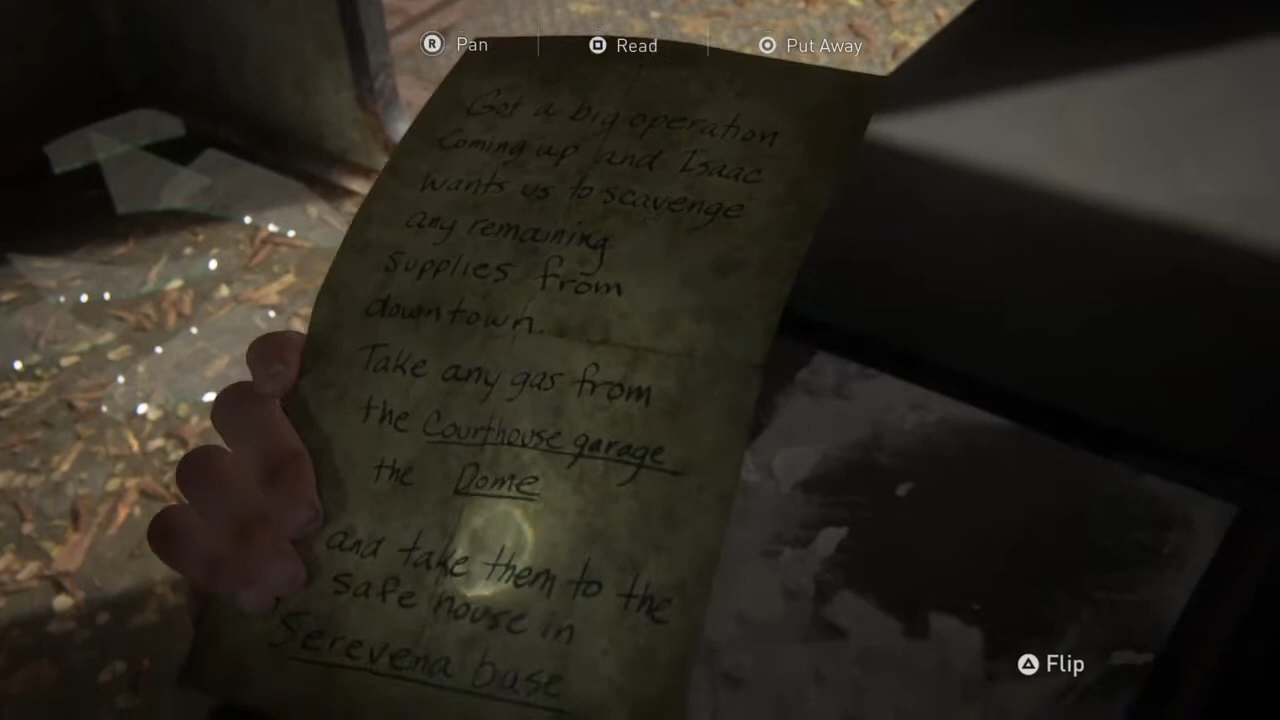 Pan
Read
Put Away
Got a big operation
Coming up and Isaac
wants us to scavenge
any remaining
supplies from
downtown.
Take any gas from
the Courthouse garage
the Dome
and take them to the
safe house in
Serevena base
Flip